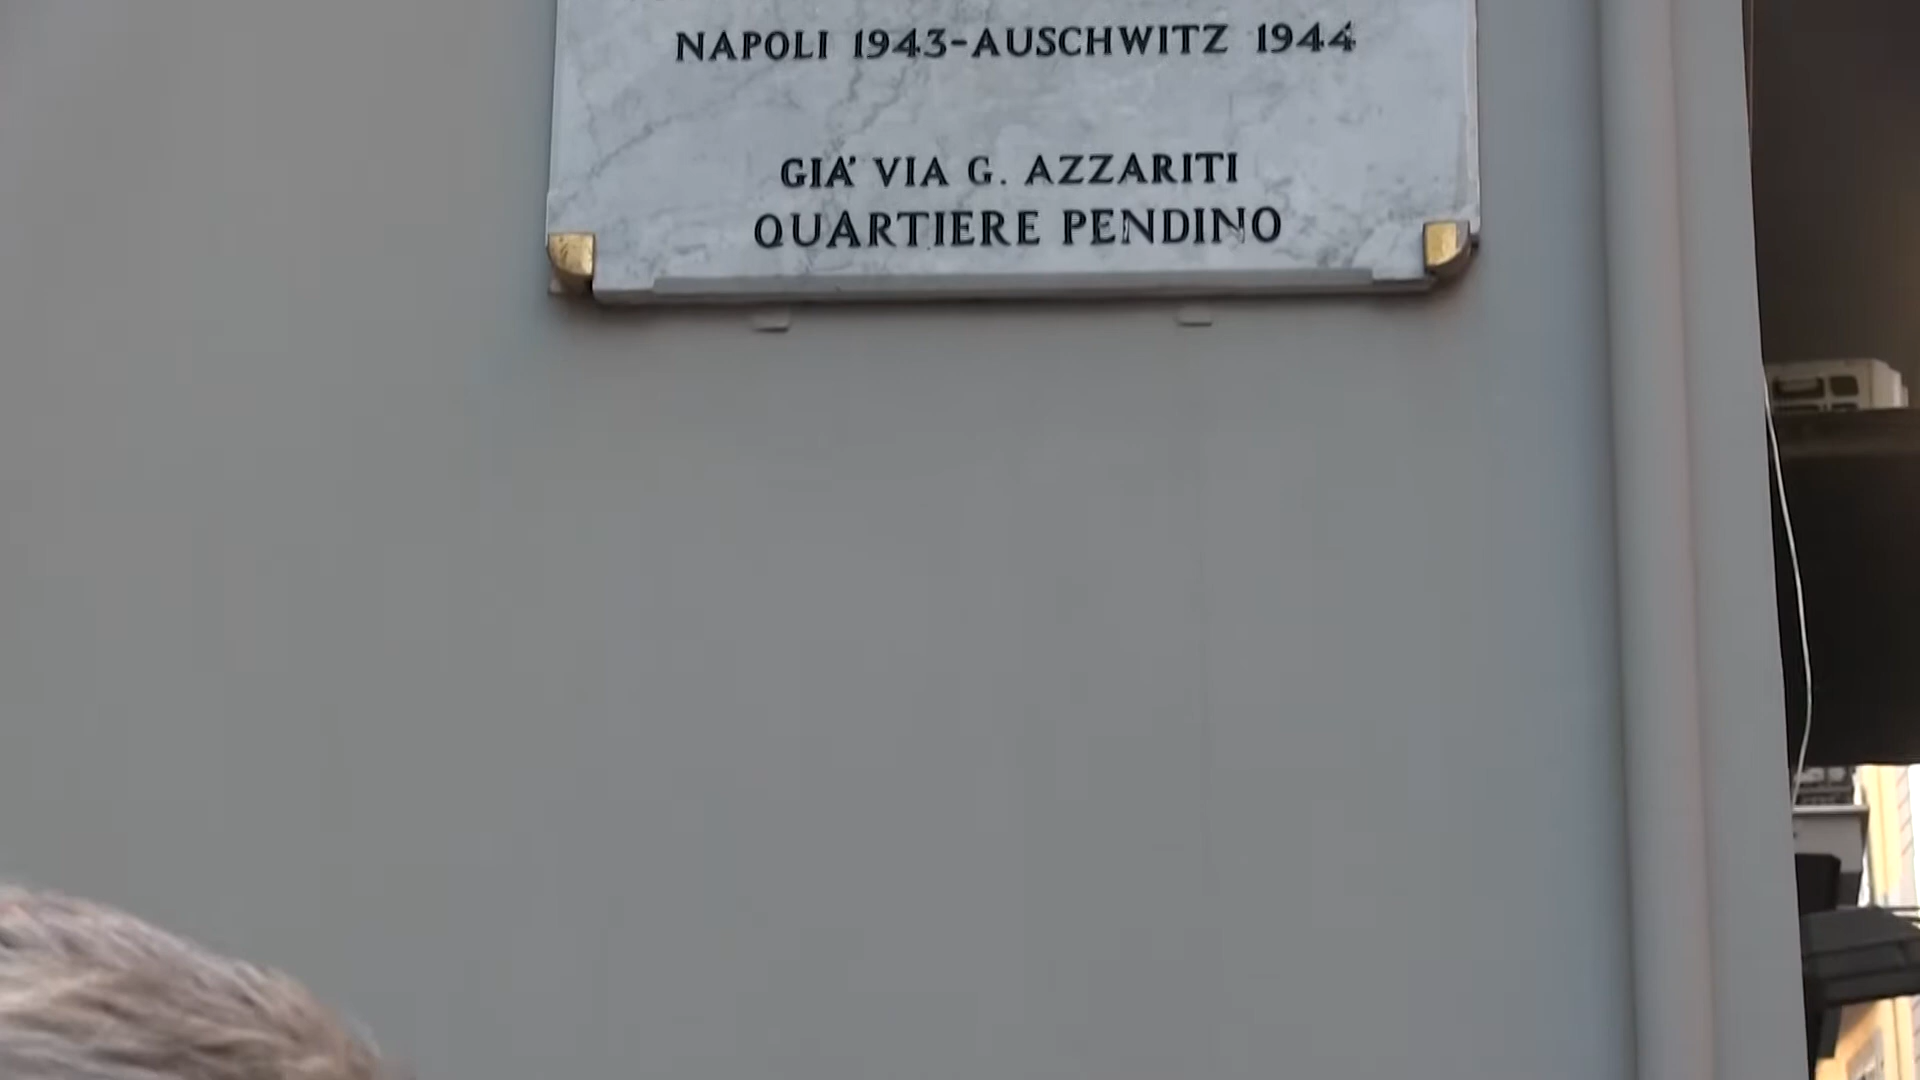 NAPOLI 1943-AUSCHWITZ 1944
GIA' VIA G. AZZARITI
QUARTIERE PENDINO